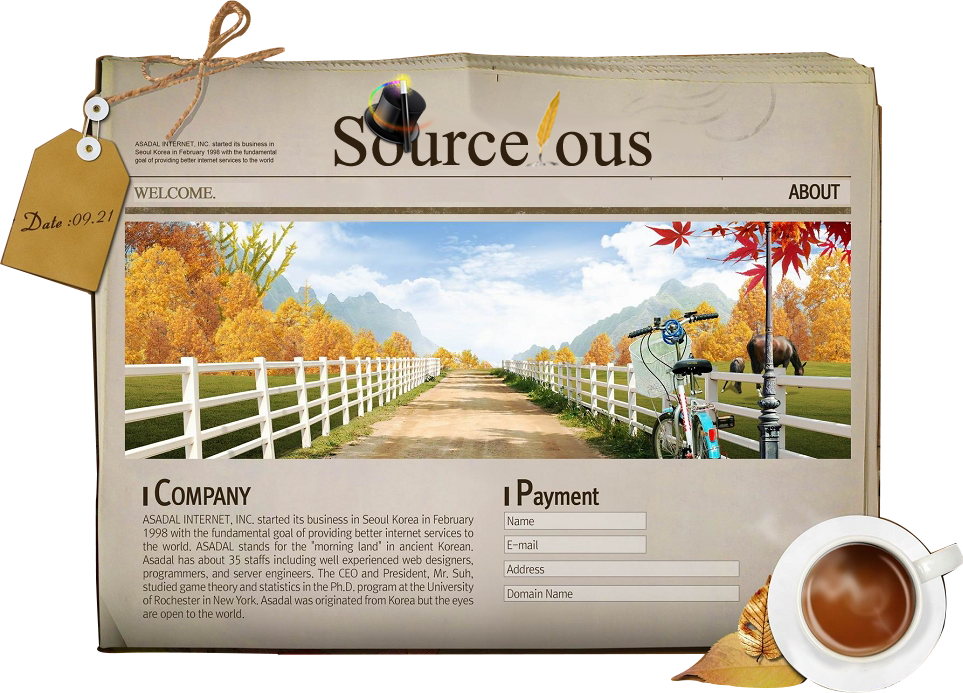 ASADAL INTERNET, INC. started its business in
Seoul Korea in February 1998 with the fundamental
goal of providing better internet services to the world
Source ous
Date :09.21
WELCOME.
ABOUT
COMPANY
ASADAL INTERNET, INC. started its business in Seoul Korea in February
1998 with the fundamental goal of providing better internet services to
the world. ASADAL stands for the "morning land" in ancient Korean.
Asadal has about 35 staffs including well experienced web designers,
programmers, and server engineers. The CEO and President, Mr. Suh,
studied game theory and statistics in the Ph.D. program at the University
of Rochester in New York. Asadal was originated from Korea but the eyes
are open to the world.
Payment
Name
E-mail
Address
Domain Name